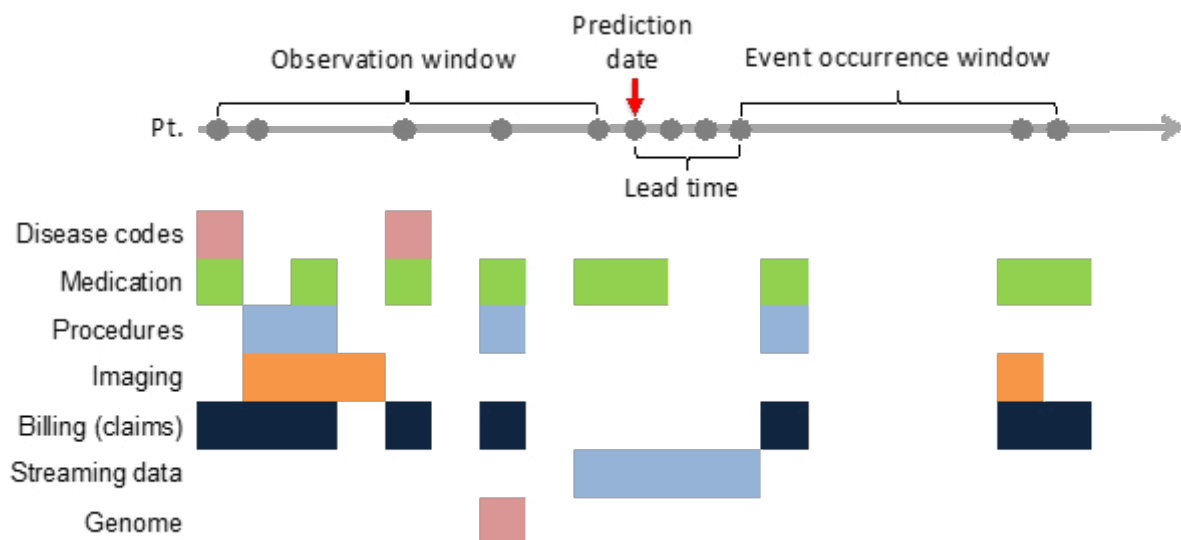 Prediction
date
Observation window
Event occurrence window
Pt.
Lead time
Disease codes
Medication
Procedures
Imaging
Billing (claims)
Streaming data
Genome